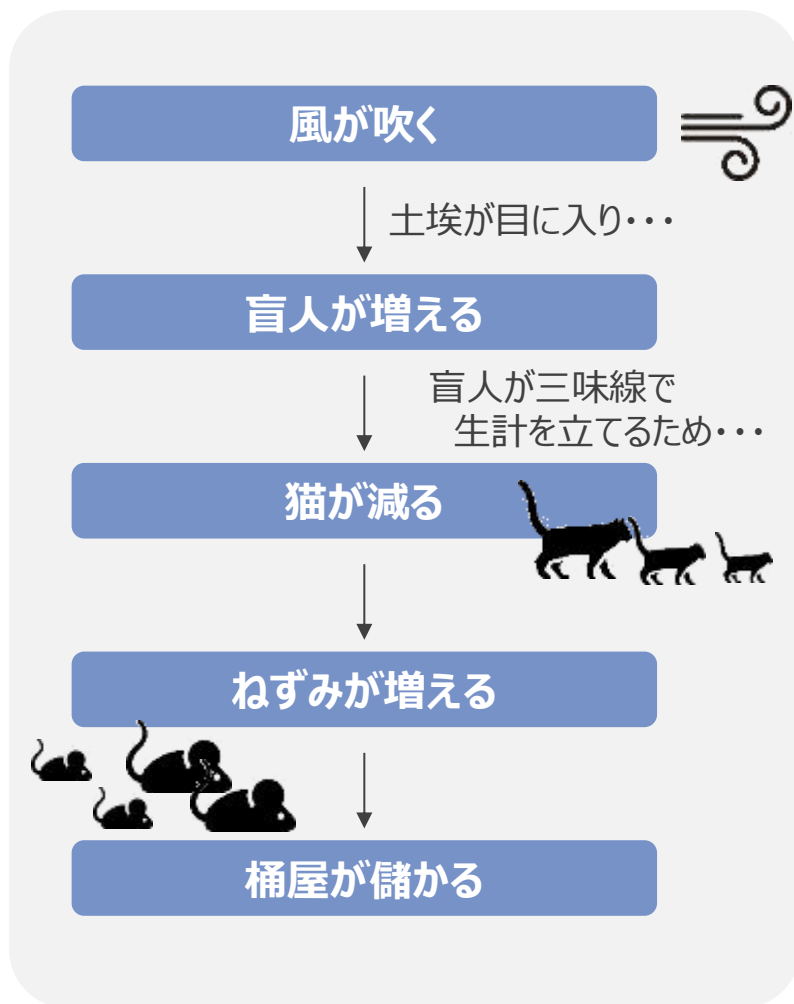 風が吹く
土埃が目に入り･･･
盲人が増える
盲人が三味線で
生計を立てるため･･･
猫が減る
ねずみが増える
桶屋が儲かる